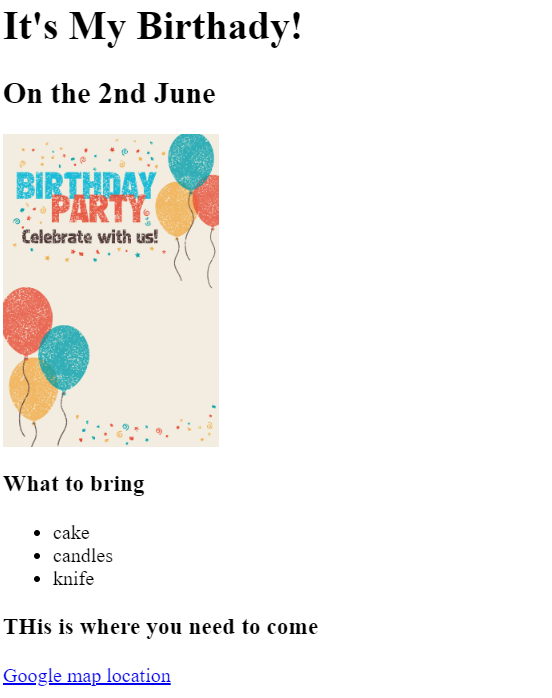 It's My Birthady!
On the 2nd June
BIRTHDAY
PARTY
Celebrate with us!
What to bring
cake
candles
knife
THis is where you need to come
Google map location